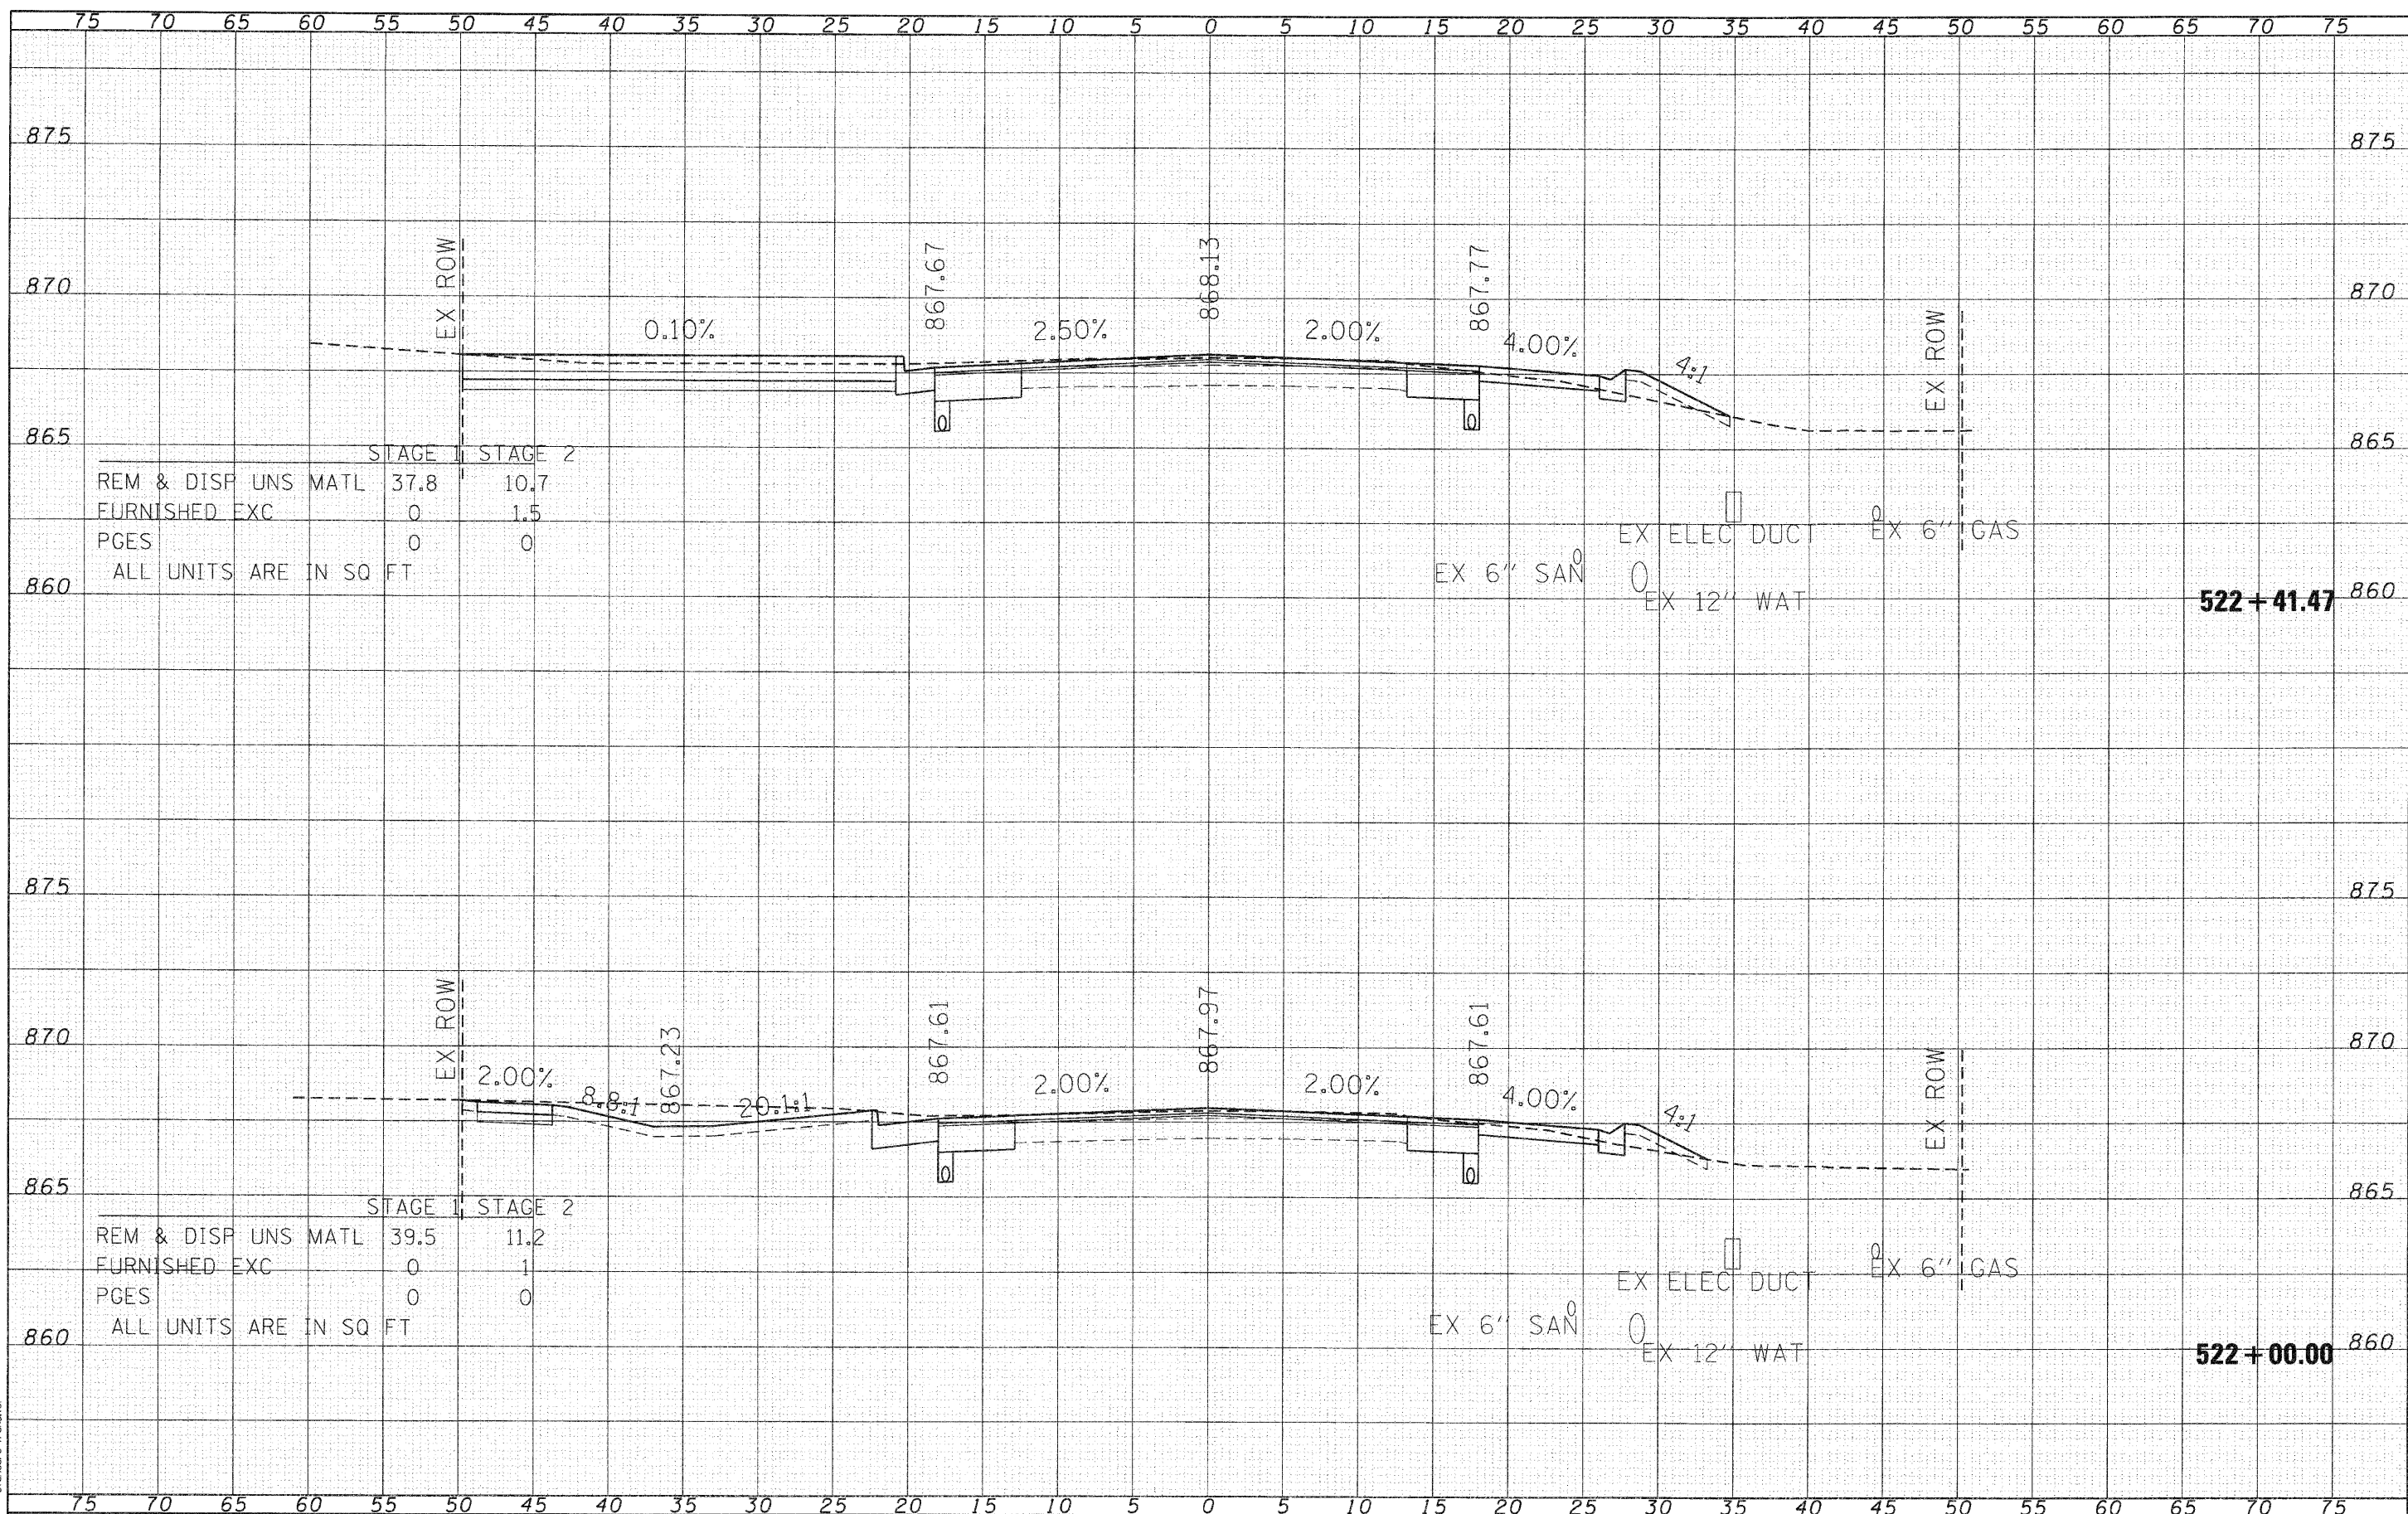 75 70 65 60 55 50 45 40 35 30 25 20 15 10 5 0 5 10 15 20 25 30 35 40 45 50 55 60 65 70 75
875 875
870 870
EX ROW 867.67 868.13 867.77 EX ROW
0.10% 2.50% 2.00% 4.00% 4:1
865 865
STAGE 1 STAGE 2
REM & DISP UNS MATL 37.8 10.7
FURNISHED EXC 0 1.5
PGES 0 0
ALL UNITS ARE IN SQ FT
EX ELEC DUCT EX 6" GAS
EX 6" SAN
EX 12" WAT
860 522+41.47 860
875 875
870 870
EX ROW 867.23 867.61 867.97 867.61 EX ROW
2.00% 8.8:1 20.1:1 2.00% 2.00% 4.00% 4:1
865 865
STAGE 1 STAGE 2
REM & DISP UNS MATL 39.5 11.2
FURNISHED EXC 0 1
PGES 0 0
ALL UNITS ARE IN SQ FT
EX ELEC DUCT EX 6" GAS
EX 6" SAN
EX 12" WAT
860 522+00.00 860
75 70 65 60 55 50 45 40 35 30 25 20 15 10 5 0 5 10 15 20 25 30 35 40 45 50 55 60 65 70 75